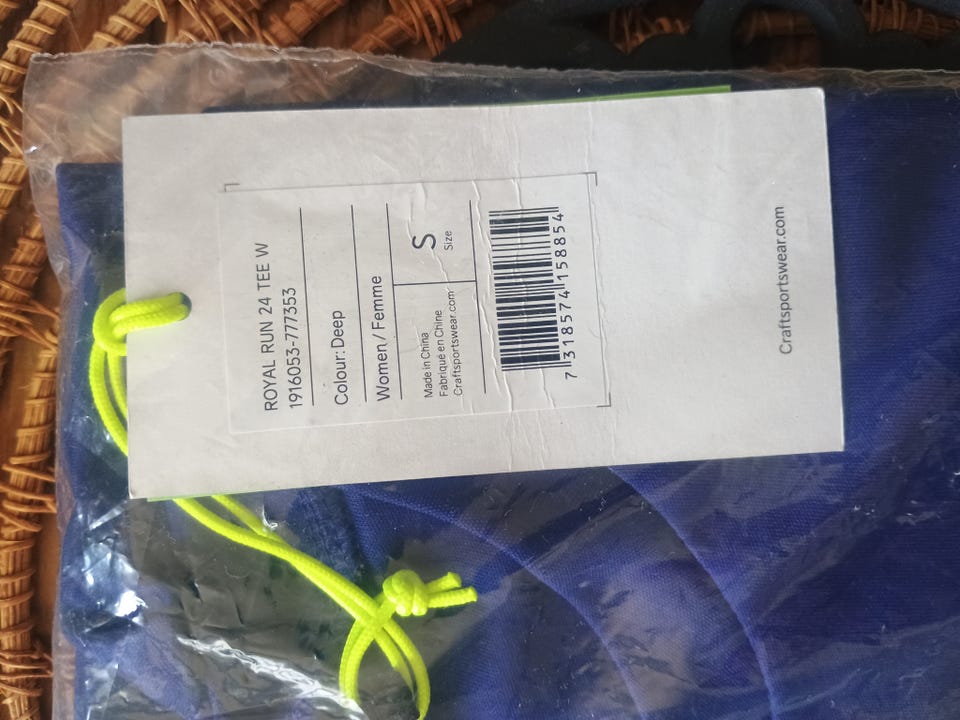 ROYAL RUN 24 TEE W
1916053-777353
Colour: Deep
Women / Femme
Made in China
Fabriqué en Chine
Craftsportswear.com
S
Size
7 318574 158854
Craftsportswear.com